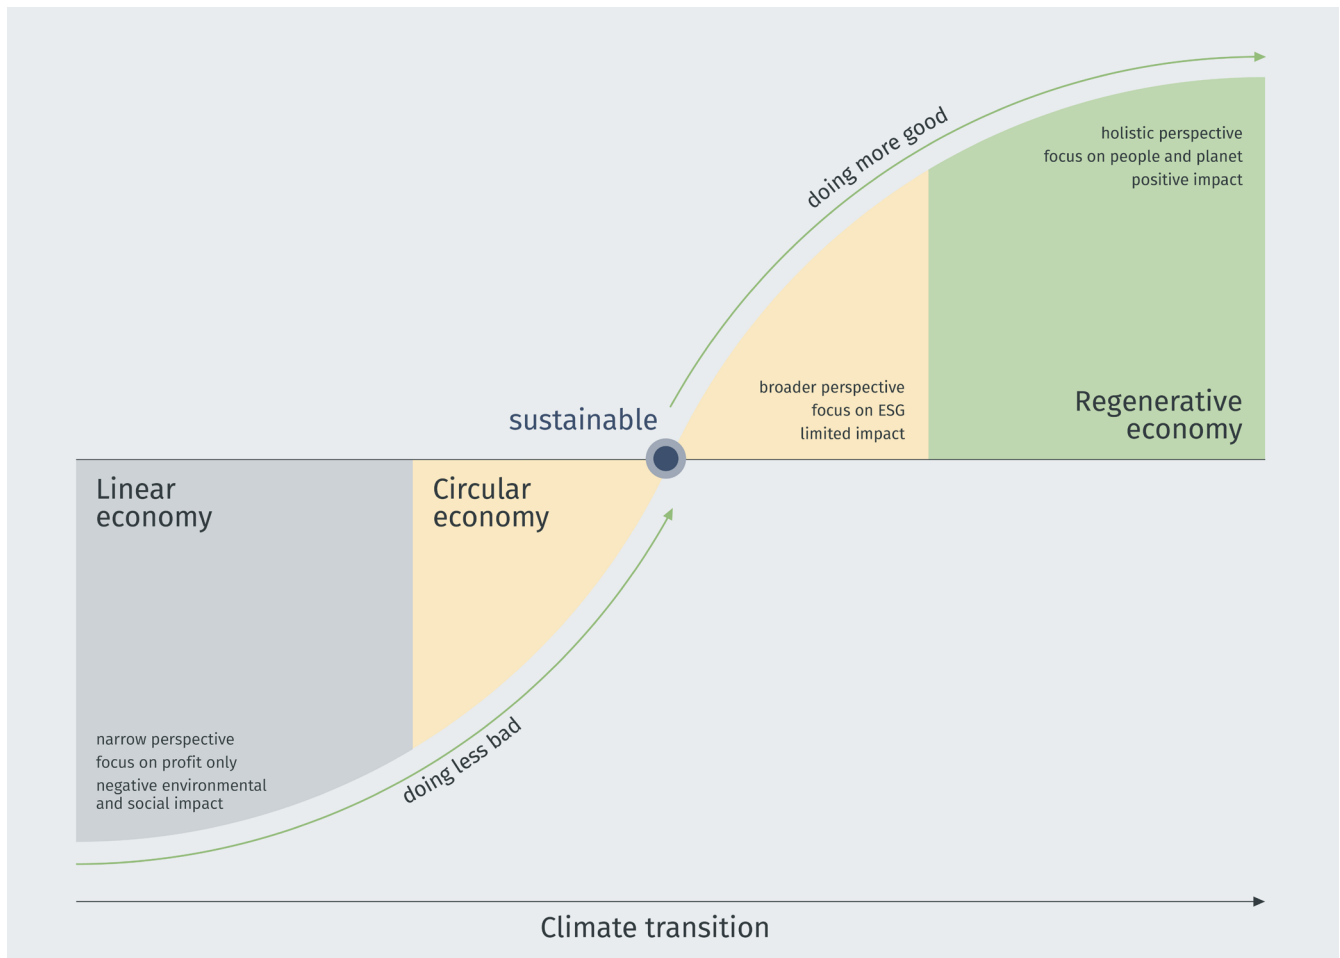 doing more good
holistic perspective
focus on people and planet
positive impact
broader perspective
focus on ESG
limited impact
Regenerative
economy
sustainable
Linear
economy
Circular
economy
narrow perspective
focus on profit only
negative environmental
and social impact
doing less bad
Climate transition